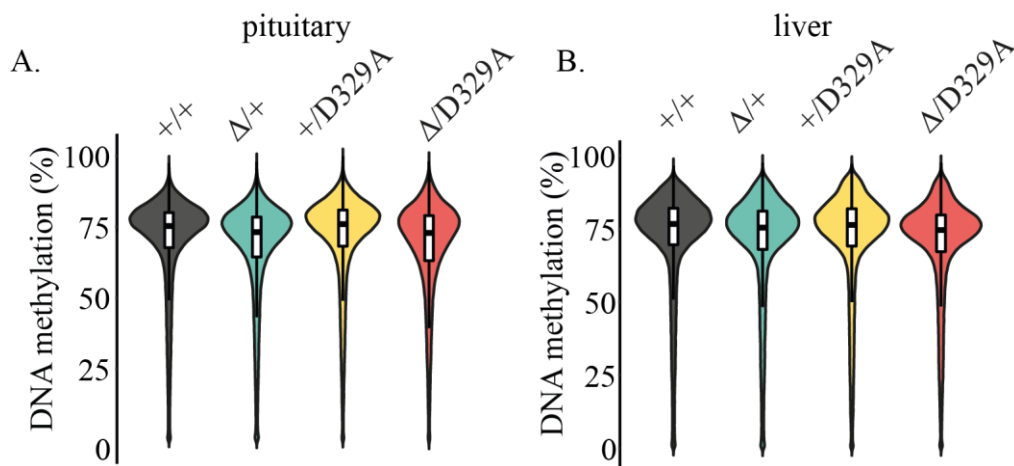 pituitary
A.
+/+
Δ/+
+/D329A
Δ/D329A
DNA methylation (%)
100
75
50
25
0
liver
B.
+/+
Δ/+
+/D329A
Δ/D329A
DNA methylation (%)
100
75
50
25
0